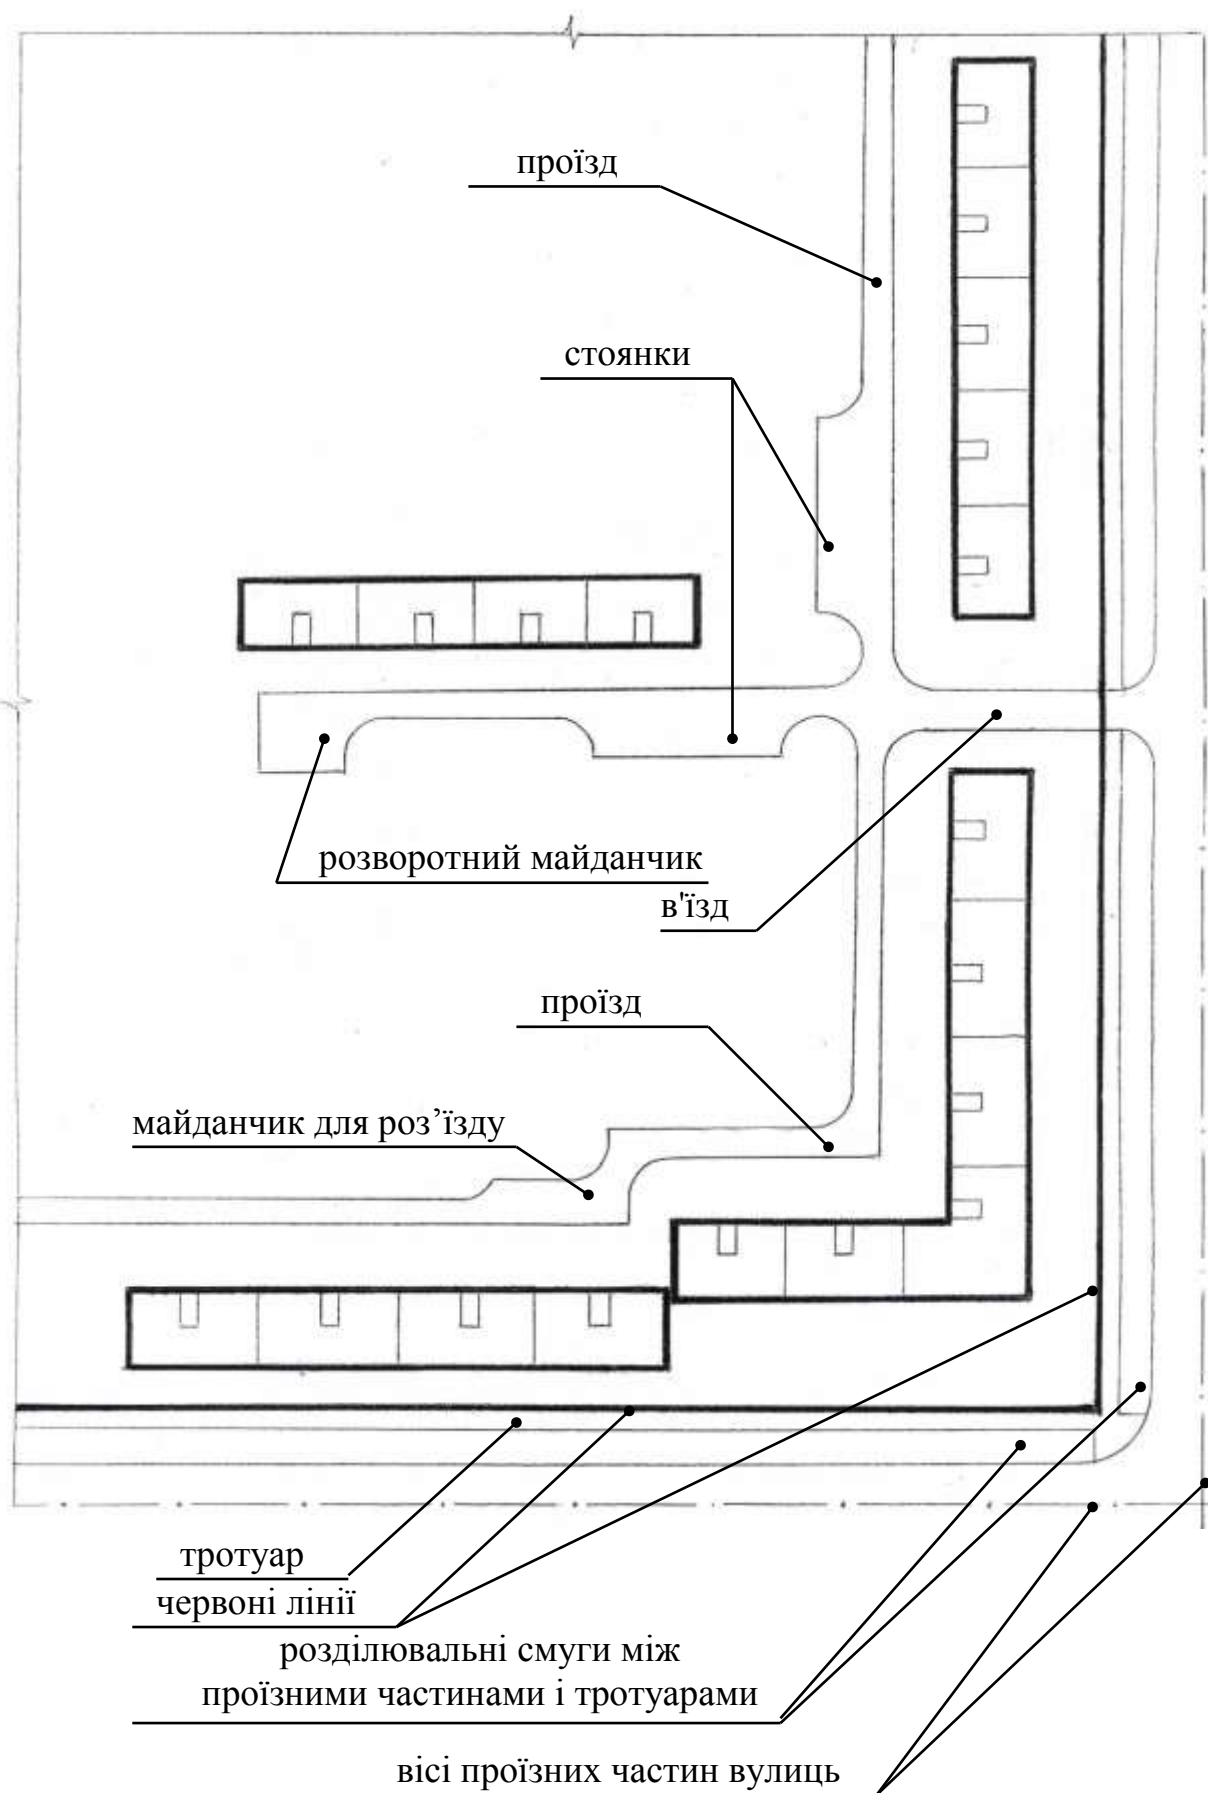 проїзд
стоянки
розворотний майданчик
в'їзд
проїзд
майданчик для роз’їзду
тротуар
червоні лінії
розділювальні смуги між
проїзними частинами і тротуарами
вісі проїзних частин вулиць